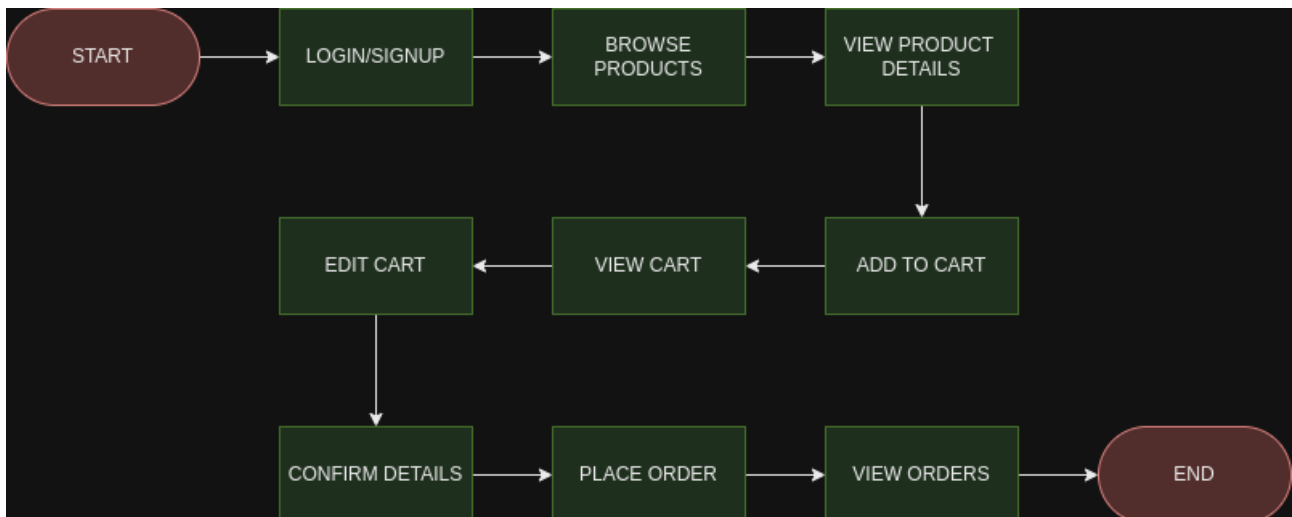 START
LOGIN/SIGNUP
BROWSE
PRODUCTS
VIEW PRODUCT
DETAILS
ADD TO CART
VIEW CART
EDIT CART
CONFIRM DETAILS
PLACE ORDER
VIEW ORDERS
END